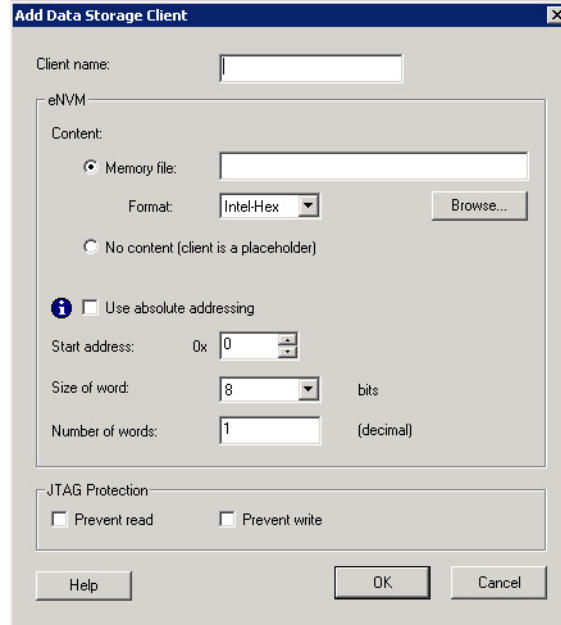 Add Data Storage Client
Client name:
eNVM
Content:
Memory file:
Format: Intel-Hex Browse...
No content (client is a placeholder)
Use absolute addressing
Start address: 0x 0
Size of word: 8 bits
Number of words: 1 (decimal)
JTAG Protection
Prevent read Prevent write
Help OK Cancel